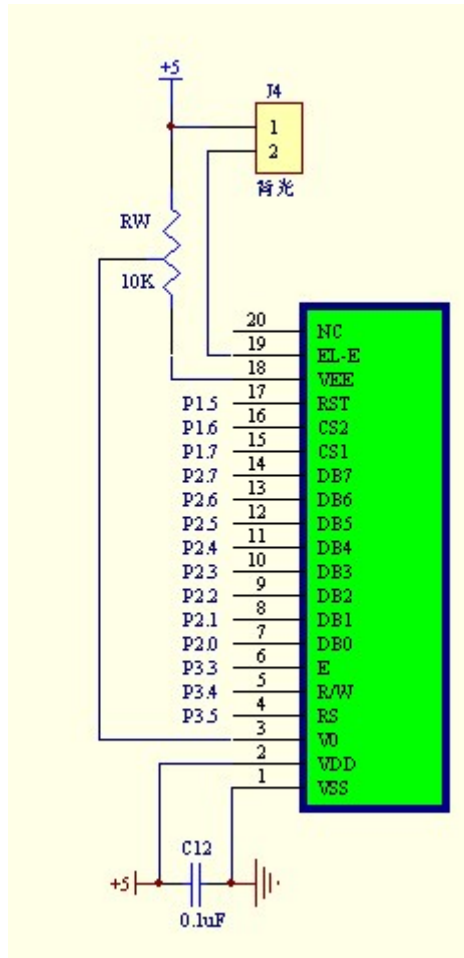 +5
J4
1
2
背光
RW
10K
20 NC
19 EL-E
18 VEE
P1.5 17 RST
P1.6 16 CS2
P1.7 15 CS1
P2.7 14 DB7
P2.6 13 DB6
P2.5 12 DB5
P2.4 11 DB4
P2.3 10 DB3
P2.2 9 DB2
P2.1 8 DB1
P2.0 7 DB0
P3.3 6 E
P3.4 5 R/W
P3.5 4 RS
3 V0
2 VDD
1 VSS
C12
+5
0.1uF